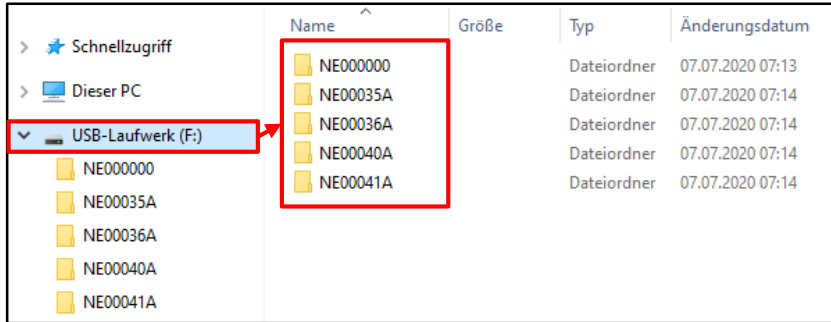 Schnellzugriff
Dieser PC
USB-Laufwerk (F:)
NE000000
NE00035A
NE00036A
NE00040A
NE00041A
Name Größe Typ Änderungsdatum
NE000000 Dateiordner 07.07.2020 07:13
NE00035A Dateiordner 07.07.2020 07:14
NE00036A Dateiordner 07.07.2020 07:14
NE00040A Dateiordner 07.07.2020 07:14
NE00041A Dateiordner 07.07.2020 07:14